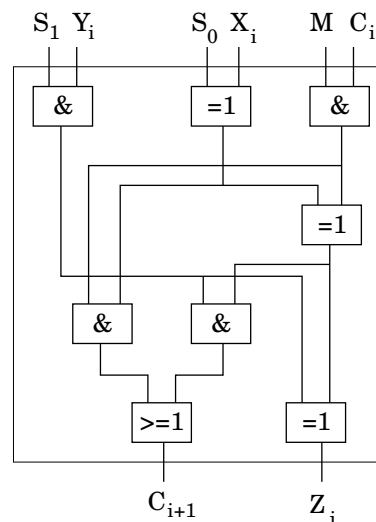 S₁ Yᵢ S₀ Xᵢ M Cᵢ
& =1 &
=1
& &
>=1 =1
Cᵢ₊₁ Zᵢ